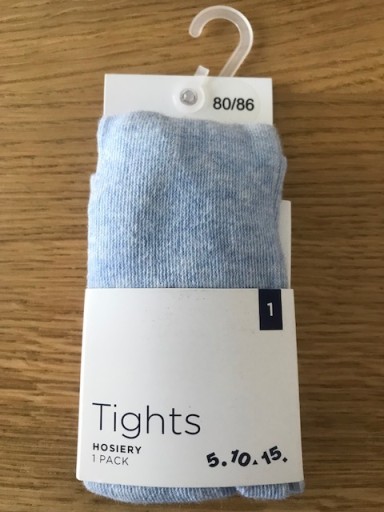 80/86
1
Tights
HOSIERY
1 PACK
5.10.15.